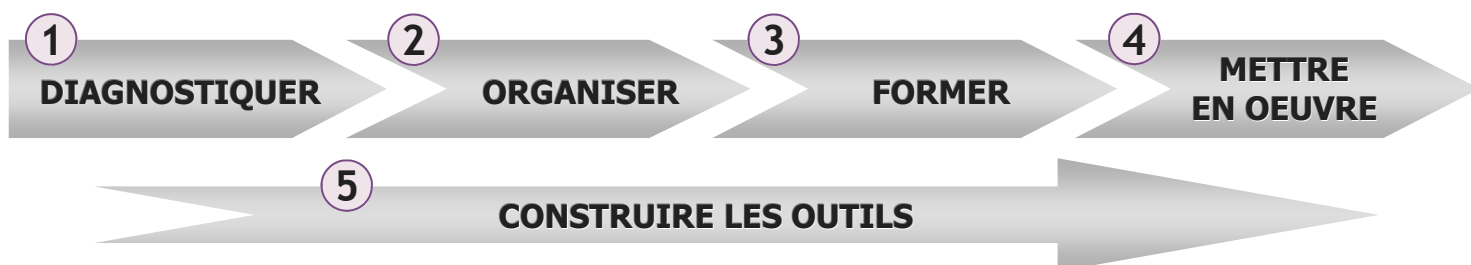 1
DIAGNOSTIQUER
2
ORGANISER
3
FORMER
4
METTRE
EN OEUVRE
5
CONSTRUIRE LES OUTILS